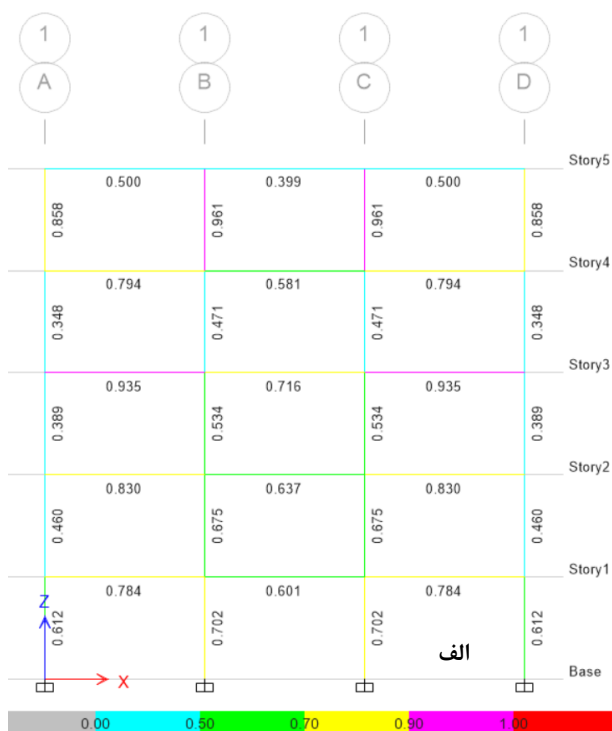 1 1 1 1
A B C D
Story5
0.500 0.399 0.500
0.858 0.961 0.961 0.858
Story4
0.794 0.581 0.794
0.348 0.471 0.471 0.348
Story3
0.935 0.716 0.935
0.389 0.534 0.534 0.389
Story2
0.830 0.637 0.830
0.460 0.675 0.675 0.460
Story1
0.784 0.601 0.784
Z
0.612 0.702 0.702 0.612
الف
Base
X
0.00 0.50 0.70 0.90 1.00